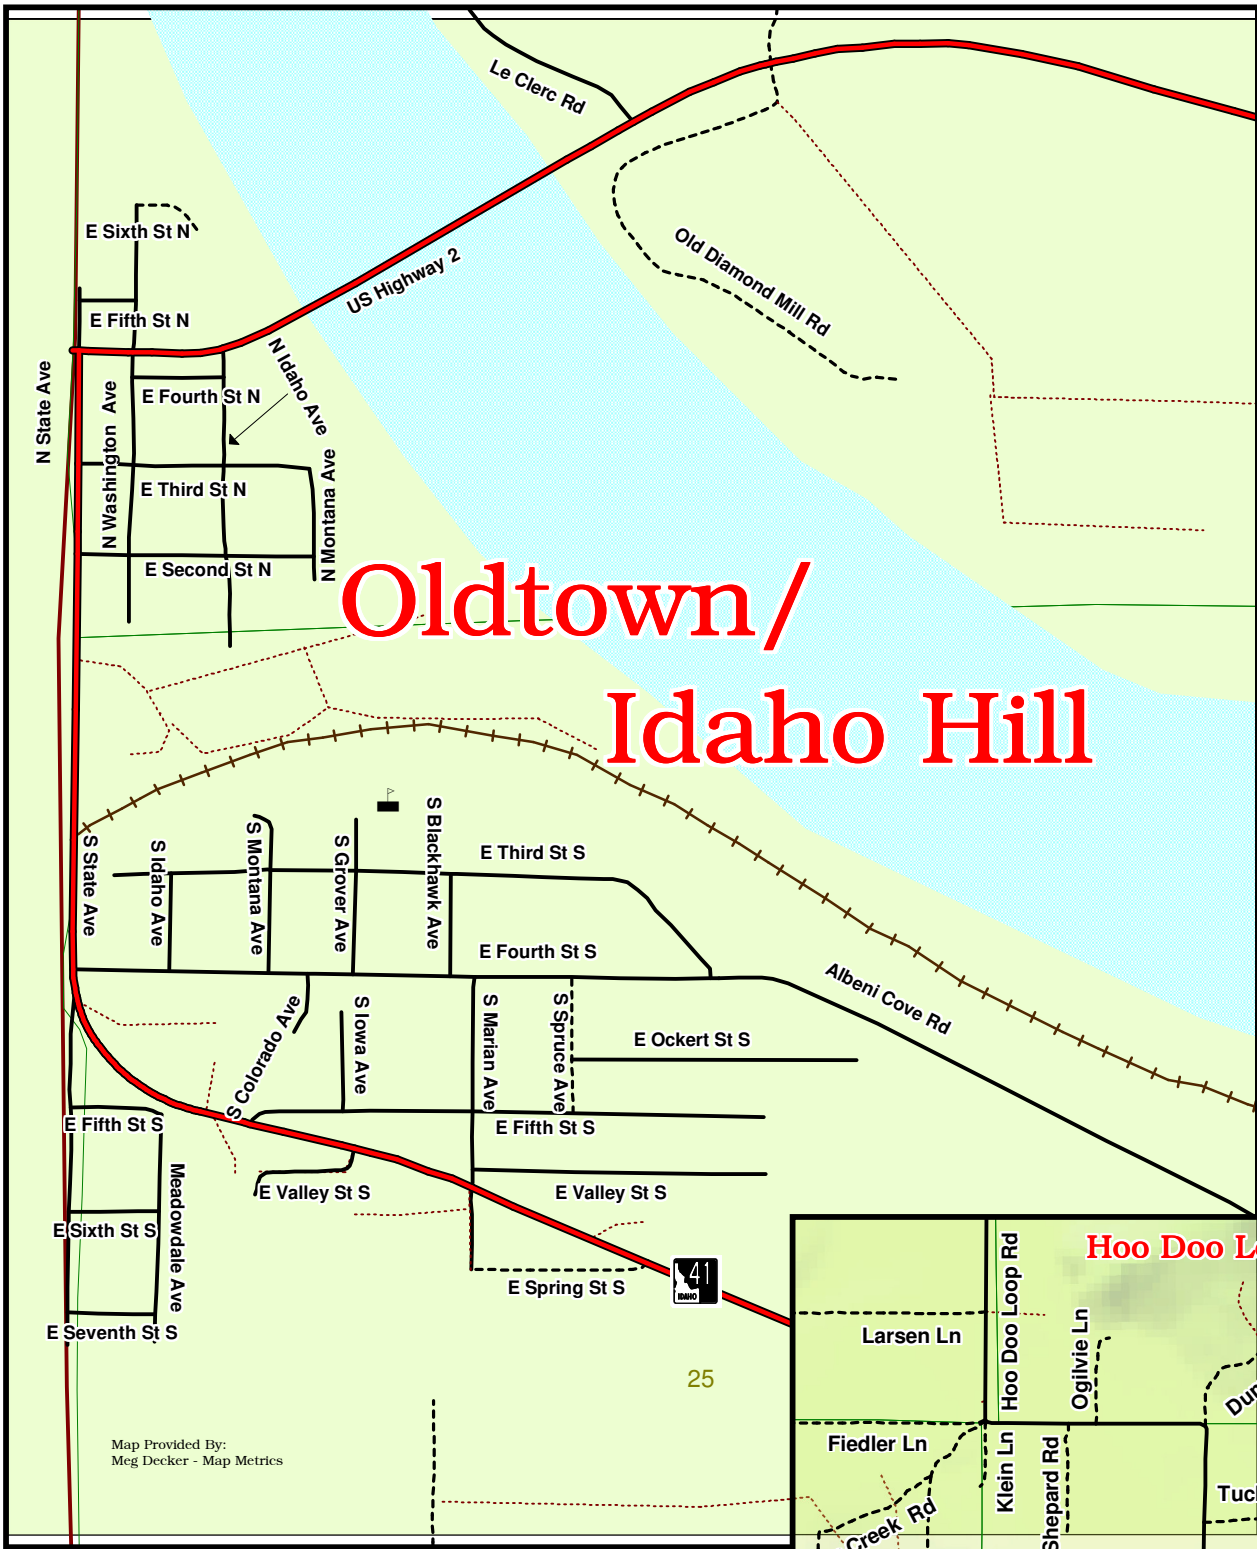 Le Clerc Rd
E Sixth St N
Old Diamond Mill Rd
US Highway 2
E Fifth St N
N Idaho Ave
N State Ave
N Washington Ave
E Fourth St N
N Montana Ave
E Third St N
E Second St N
Oldtown/
Idaho Hill
S State Ave
S Idaho Ave
S Montana Ave
S Grover Ave
S Blackhawk Ave
E Third St S
E Fourth St S
Albeni Cove Rd
S Colorado Ave
S Iowa Ave
S Marian Ave
S Spruce Ave
E Ockert St S
E Fifth St S
E Fifth St S
Meadowdale Ave
E Valley St S
E Valley St S
E Sixth St S
E Spring St S
41
IDAHO
E Seventh St S
25
Map Provided By:
Meg Decker - Map Metrics
Hoo Doo L
Hoo Doo Loop Rd
Larsen Ln
Ogilvie Ln
Fiedler Ln
Klein Ln
Shepard Rd
Creek Rd